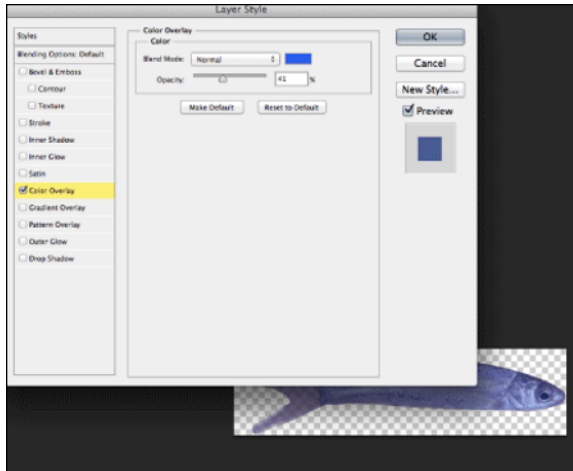 Layer Style
Styles
Blending Options: Default
Bevel & Emboss
Contour
Texture
Stroke
Inner Shadow
Inner Glow
Satin
Color Overlay
Gradient Overlay
Pattern Overlay
Outer Glow
Drop Shadow
Color Overlay
Color
Blend Mode: Normal
Opacity: 41 %
Make Default Reset to Default
OK
Cancel
New Style...
Preview